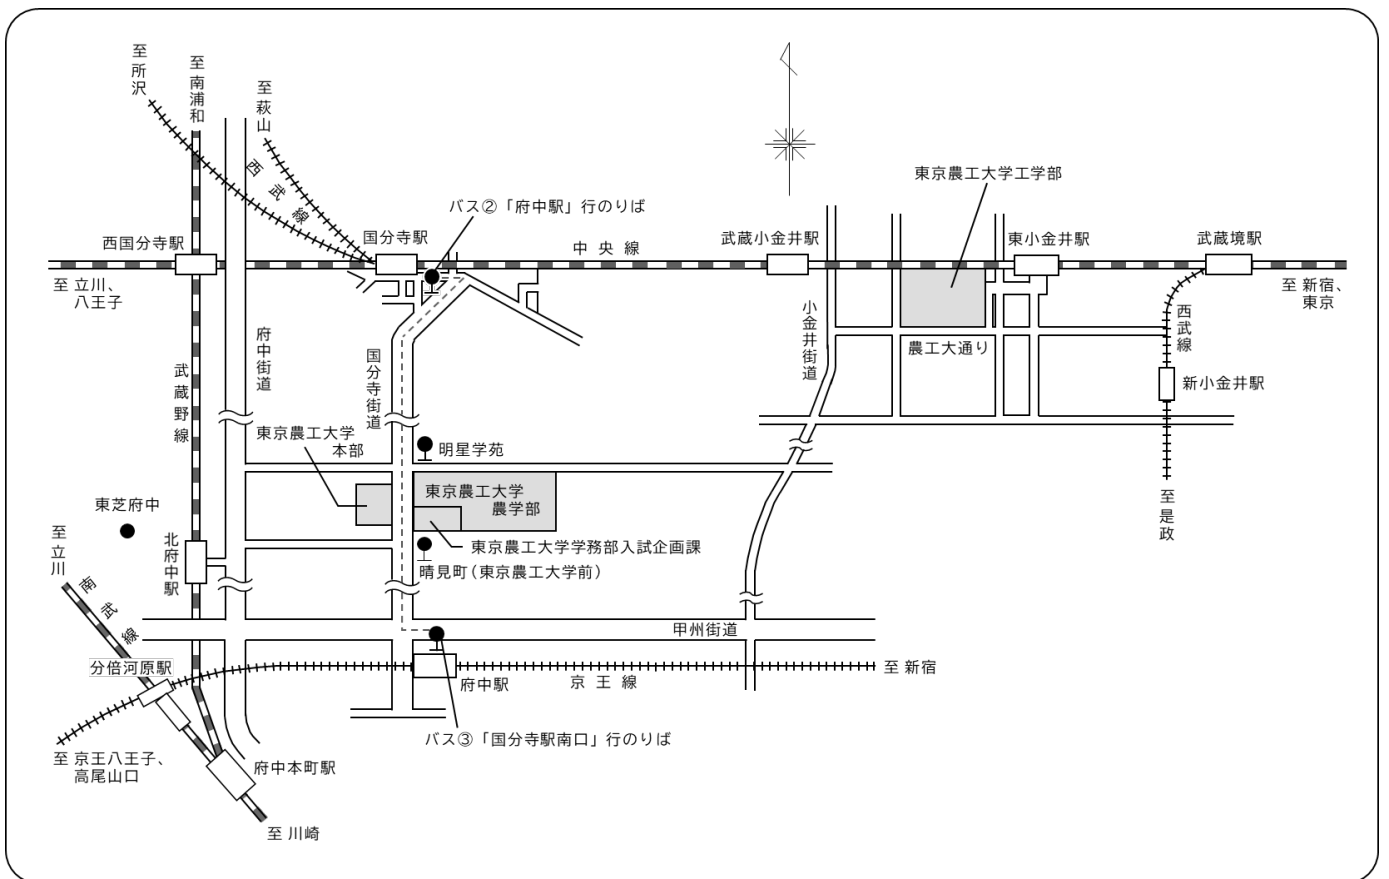 至所沢
至南浦和
至萩山
西武線
東京農工大学工学部
バス②「府中駅」行のりば
西国分寺駅
国分寺駅
中央線
武蔵小金井駅
東小金井駅
武蔵境駅
至 立川、
八王子
至 新宿、
東京
小金井街道
西武線
府中街道
国分寺街道
農工大通り
武蔵野線
新小金井駅
東京農工大学
本部
明星学苑
東京農工大学
農学部
東芝府中
至是政
至立川
北府中駅
東京農工大学学務部入試企画課
晴見町(東京農工大学前)
南武線
甲州街道
分倍河原駅
至 新宿
府中駅
京王線
バス③「国分寺駅南口」行のりば
至 京王八王子、
高尾山口
府中本町駅
至 川崎